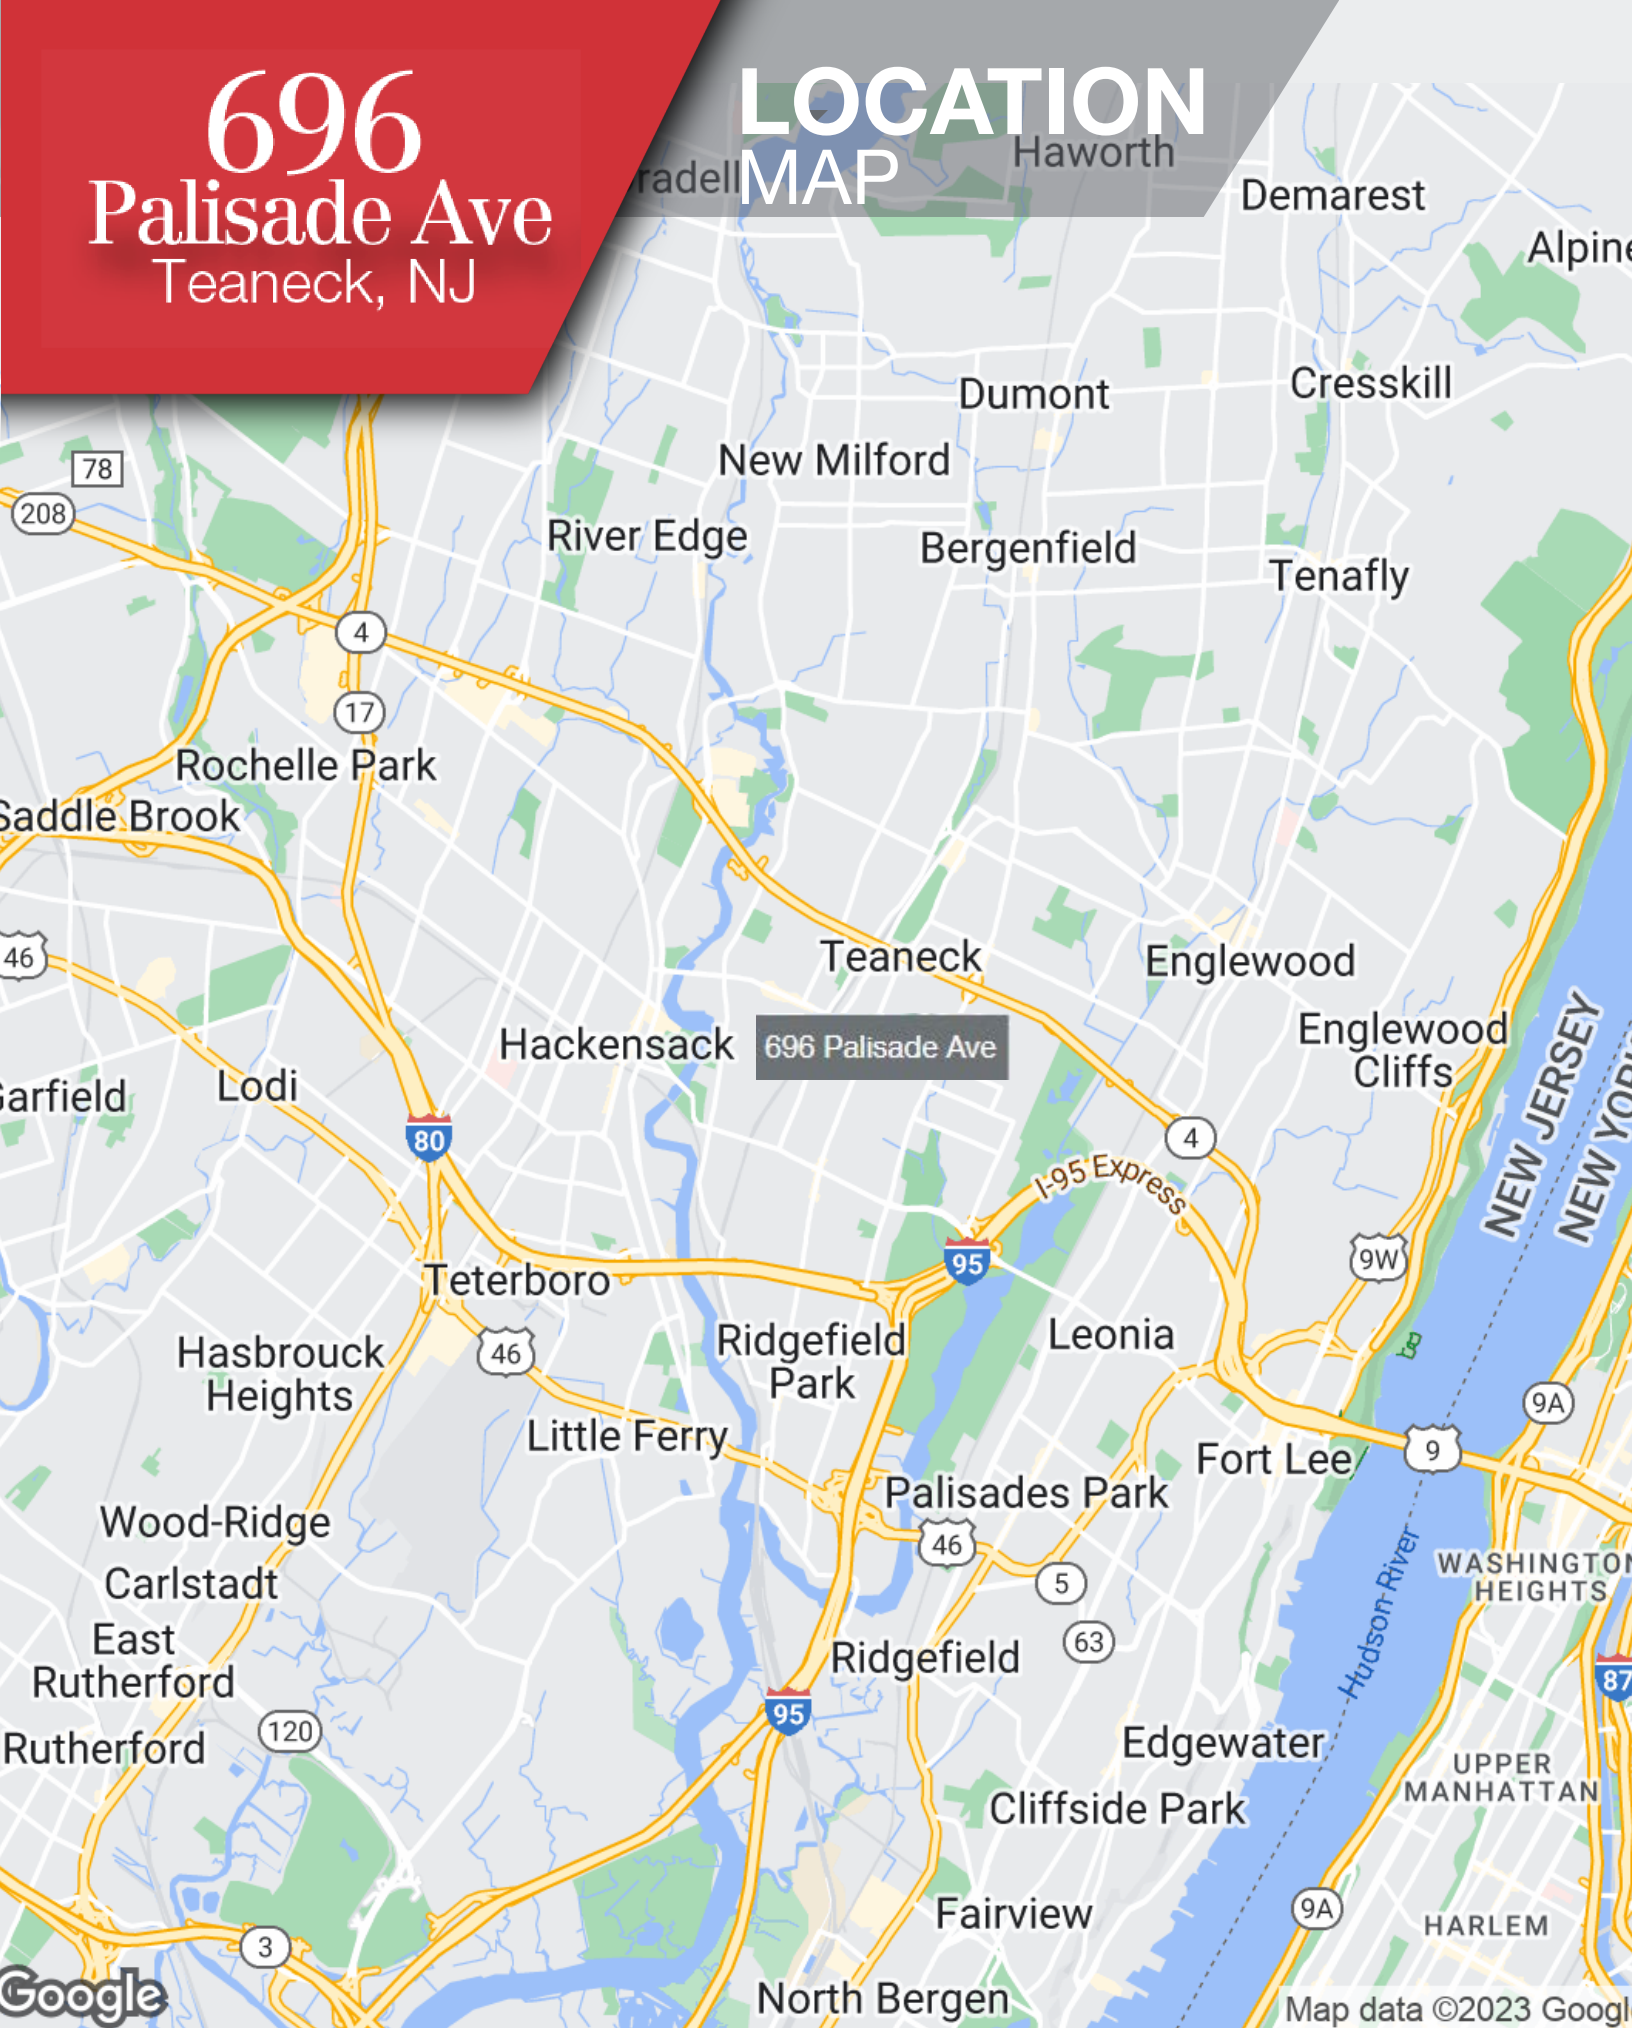 696
Palisade Ave
Teaneck, NJ
LOCATION
MAP
radell
Haworth
Demarest
Alpine
Dumont
Cresskill
New Milford
78
208
River Edge
Bergenfield
Tenafly
4
17
Rochelle Park
Saddle Brook
46
Teaneck
Englewood
Hackensack
696 Palisade Ave
Englewood
Cliffs
NEW JERSEY
NEW YORK
Garfield
Lodi
80
4
I-95 Express
95
9W
Teterboro
Hasbrouck
Heights
46
Ridgefield
Park
Leonia
9A
Little Ferry
Fort Lee
9
Palisades Park
Wood-Ridge
46
Carlstadt
5
WASHINGTON
HEIGHTS
Hudson River
East
Rutherford
63
Ridgefield
87
Rutherford
120
95
Edgewater
UPPER
MANHATTAN
Cliffside Park
Fairview
9A
HARLEM
3
Google
North Bergen
Map data ©2023 Googl